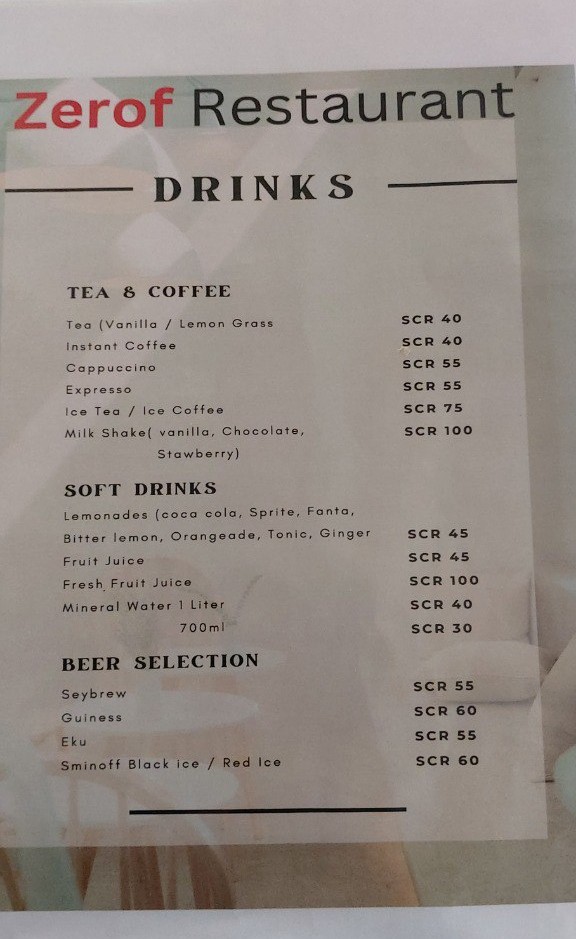 Zerof Restaurant
DRINKS
TEA & COFFEE
Tea (Vanilla / Lemon Grass SCR 40
Instant Coffee SCR 40
Cappuccino SCR 55
Expresso SCR 55
Ice Tea / Ice Coffee SCR 75
Milk Shake( vanilla, Chocolate, SCR 100
Stawberry)
SOFT DRINKS
Lemonades (coca cola, Sprite, Fanta,
Bitter lemon, Orangeade, Tonic, Ginger SCR 45
Fruit Juice SCR 45
Fresh Fruit Juice SCR 100
Mineral Water 1 Liter SCR 40
700ml SCR 30
BEER SELECTION
Seybrew SCR 55
Guiness SCR 60
Eku SCR 55
Sminoff Black ice / Red Ice SCR 60